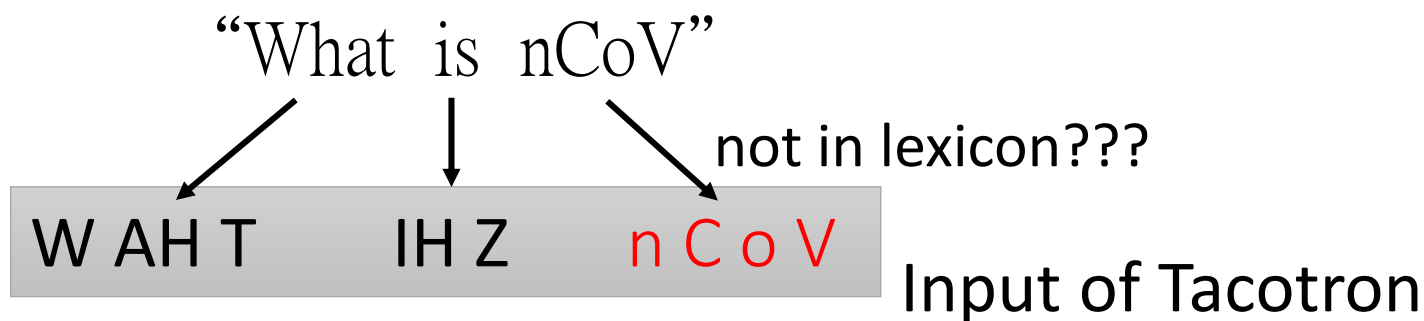 “What is nCoV”
not in lexicon???
W AH T IH Z n C o V
Input of Tacotron